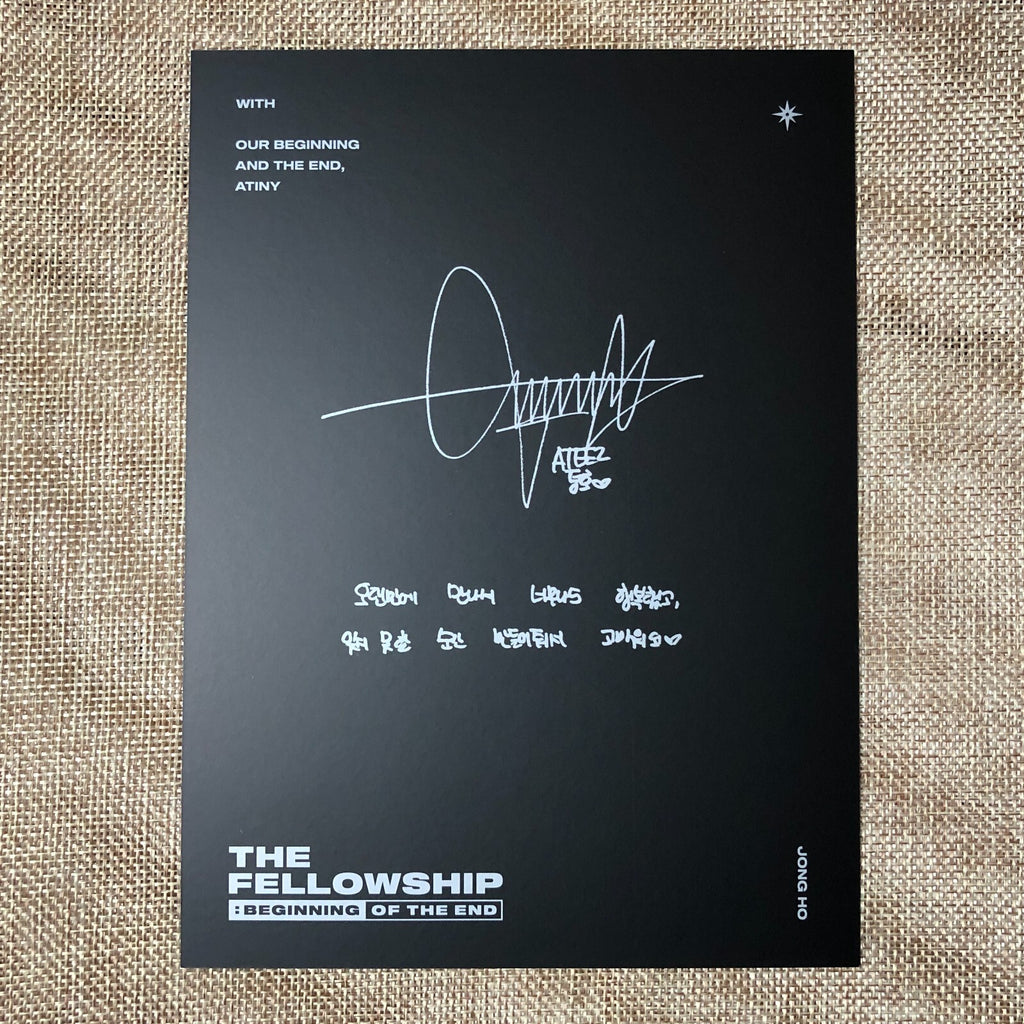 WITH
OUR BEGINNING
AND THE END,
ATINY
ATEEZ
종호♡
오랜만에 만나서 너무나도 행복했고,
잊지 못할 순간 만들어줘서 고마워요♡
THE
FELLOWSHIP
: BEGINNING OF THE END
JONG HO